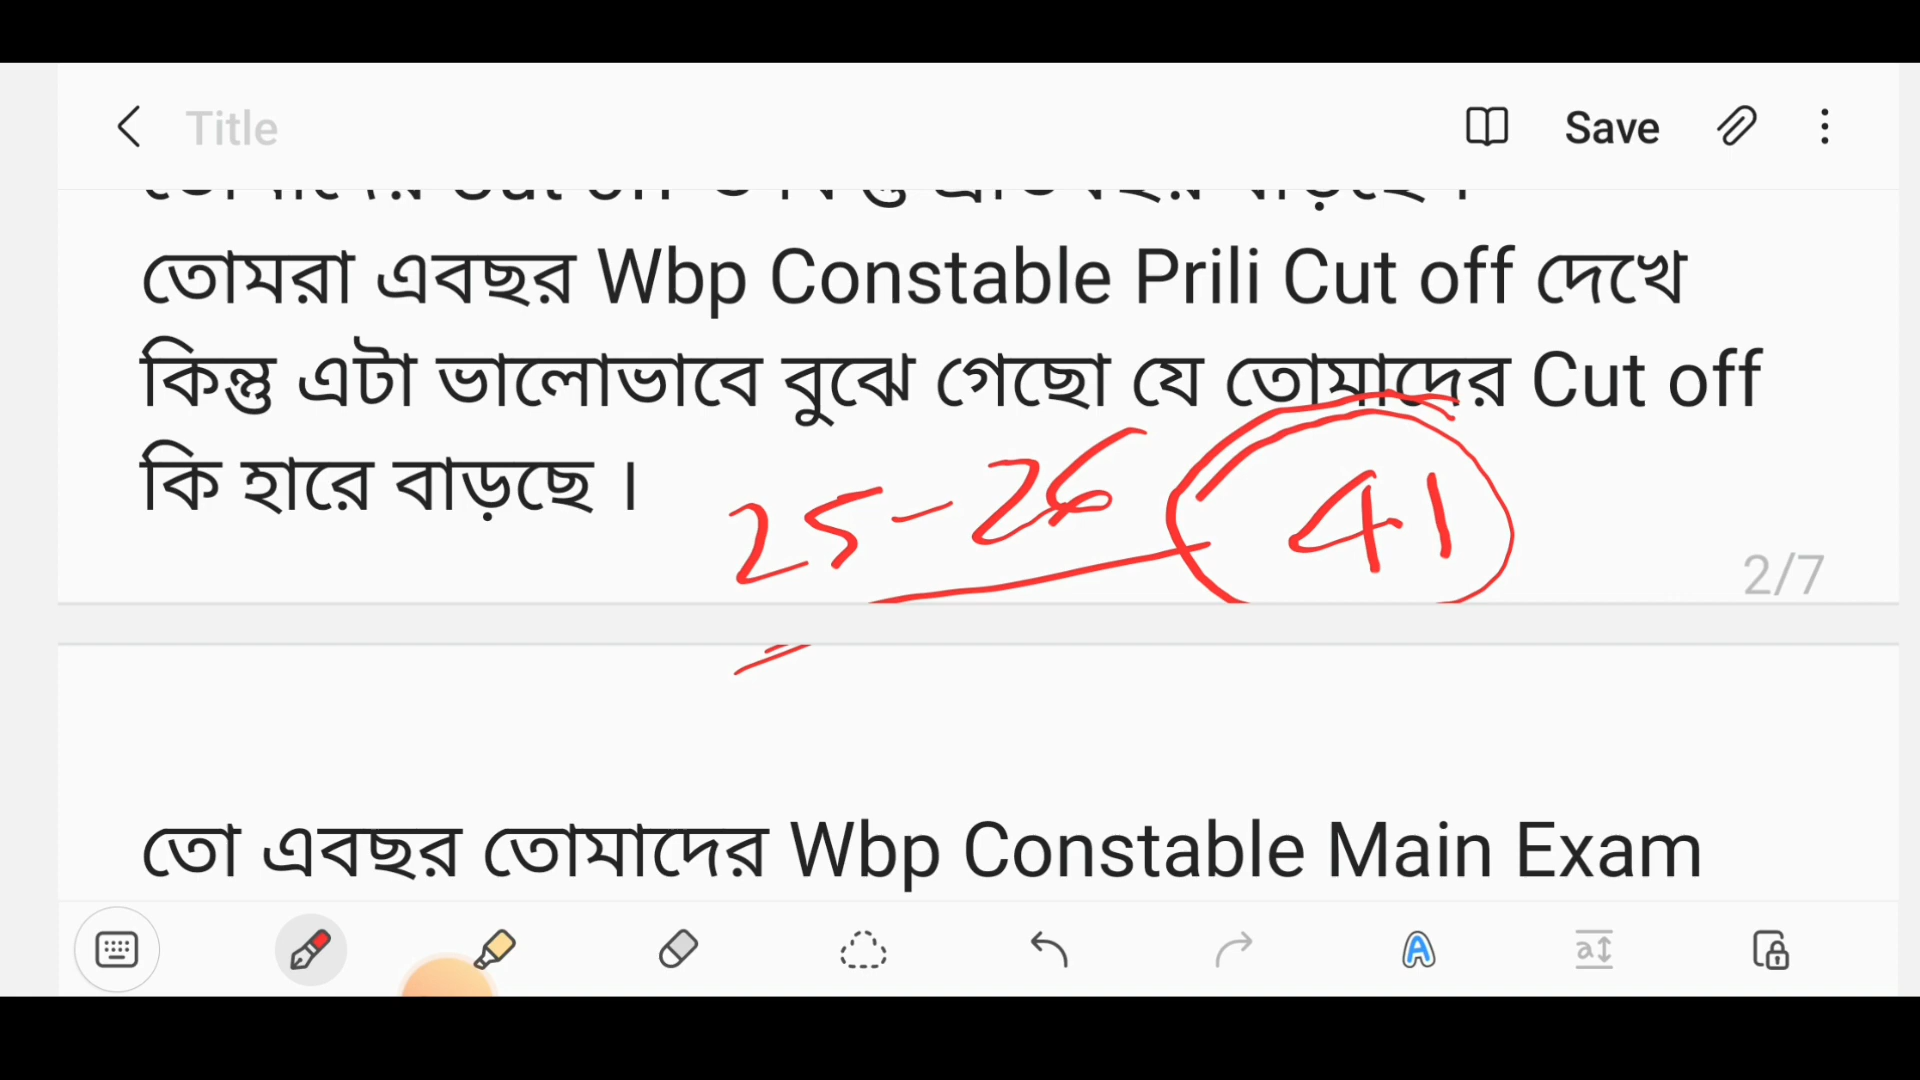 Title
Save
তোমরা এবছর Wbp Constable Prili Cut off দেখে
কিন্তু এটা ভালোভাবে বুঝে গেছো যে তোমাদের Cut off
কি হারে বাড়ছে ।
25-26 41
2/7
তো এবছর তোমাদের Wbp Constable Main Exam